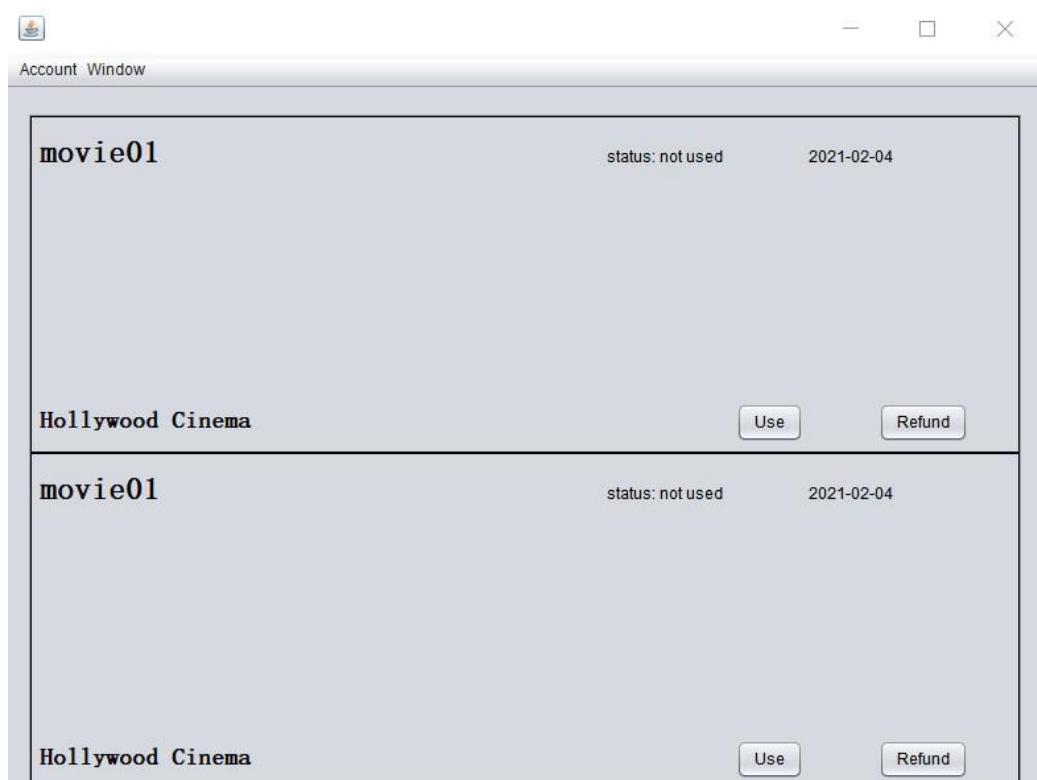 Account Window
movie01 status: not used 2021-02-04
Hollywood Cinema Use Refund
movie01 status: not used 2021-02-04
Hollywood Cinema Use Refund